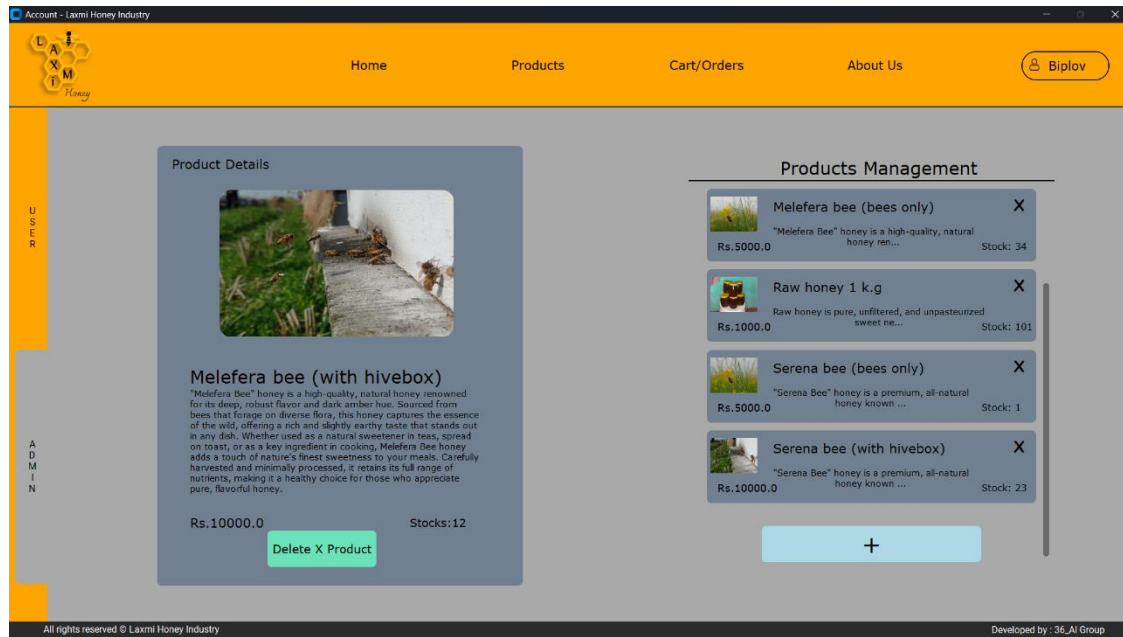 Account - Laxmi Honey Industry
L
A
X
M
i
Honey
Home
Products
Cart/Orders
About Us
Biplov
U
S
E
R
A
D
M
I
N
Product Details
Melefera bee (with hivebox)
"Melefera Bee" honey is a high-quality, natural honey renowned
for its deep, robust flavor and dark amber hue. Sourced from
bees that forage on diverse flora, this honey captures the essence
of the wild, offering a rich and slightly earthy taste that stands out
in any dish. Whether used as a natural sweetener in teas, spread
on toast, or as a key ingredient in cooking, Melefera Bee honey
adds a touch of nature's finest sweetness to your meals. Carefully
harvested and minimally processed, it retains its full range of
nutrients, making it a healthy choice for those who appreciate
pure, flavorful honey.
Rs.10000.0
Stocks:12
Delete X Product
Products Management
Melefera bee (bees only)
X
"Melefera Bee" honey is a high-quality, natural
honey ren...
Rs.5000.0
Stock: 34
Raw honey 1 k.g
X
Raw honey is pure, unfiltered, and unpasteurized
sweet ne...
Rs.1000.0
Stock: 101
Serena bee (bees only)
X
"Serena Bee" honey is a premium, all-natural
honey known ...
Rs.5000.0
Stock: 1
Serena bee (with hivebox)
X
"Serena Bee" honey is a premium, all-natural
honey known ...
Rs.10000.0
Stock: 23
+
All rights reserved © Laxmi Honey Industry
Developed by : 36_AI Group